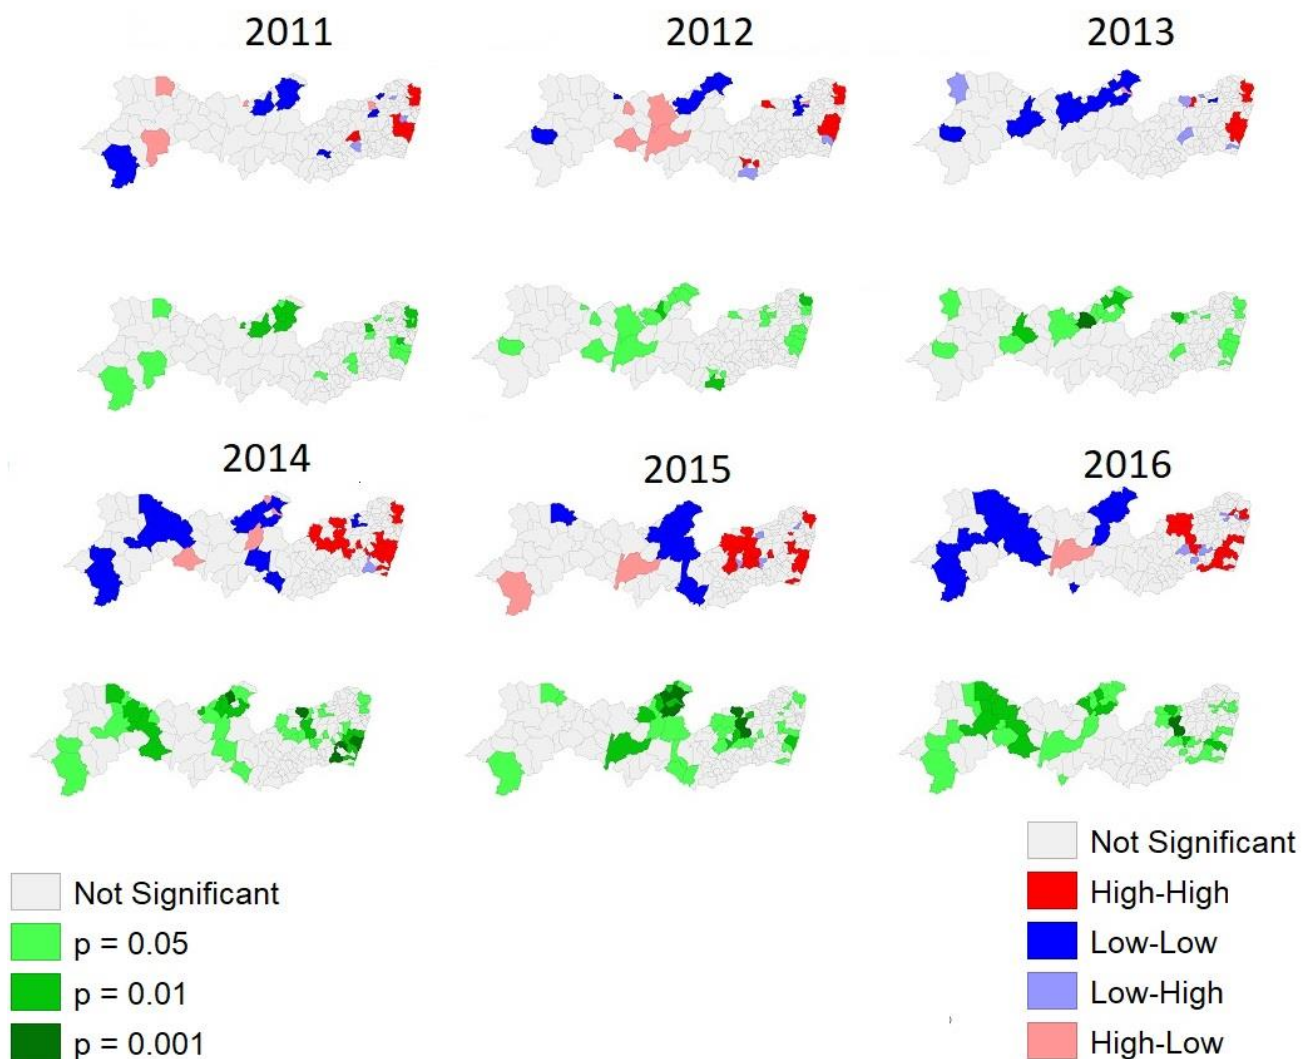 2011
2012
2013
2014
2015
2016
Not Significant
p = 0.05
p = 0.01
p = 0.001
Not Significant
High-High
Low-Low
Low-High
High-Low